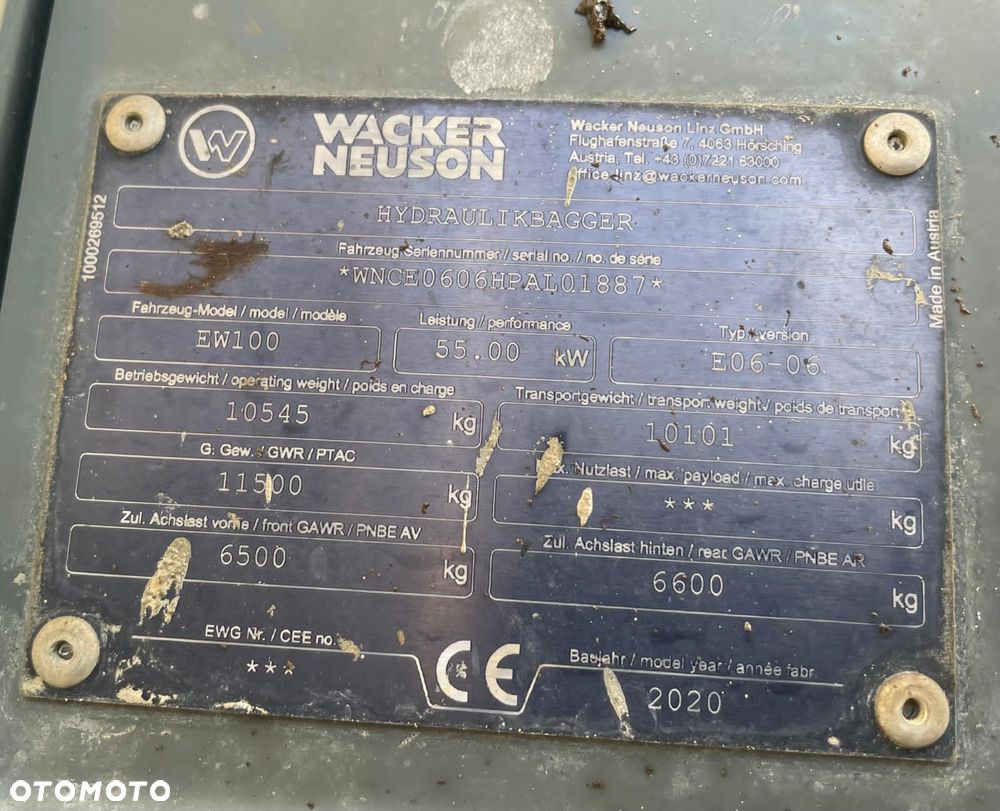 W
WACKER
NEUSON
Wacker Neuson Linz GmbH
Flughafenstraße 7, 4063 Hörsching
Austria, Tel. +43 (0)7221 63000
office.linz@wackerneuson.com
HYDRAULIKBAGGER
Fahrzeug-Seriennummer / serial no. / no. de série
*WNCE0606HPAL01887*
Fahrzeug-Model / model / modèle
Leistung / performance
Typ / version
EW100
55.00 kW
E06-06
Betriebsgewicht / operating weight / poids en charge
Transportgewicht / transport weight / poids de transport
10545 kg
10101 kg
G. Gew. / GWR / PTAC
Max. Nutzlast / max. payload / max. charge utile
11500 kg
*** kg
Zul. Achslast vorne / front GAWR / PNBE AV
Zul. Achslast hinten / rear GAWR / PNBE AR
6500 kg
6600 kg
EWG Nr. / CEE no.
***
CE
Baujahr / model year / année fabr.
2020
1000269512
Made in Austria
OTOMOTO